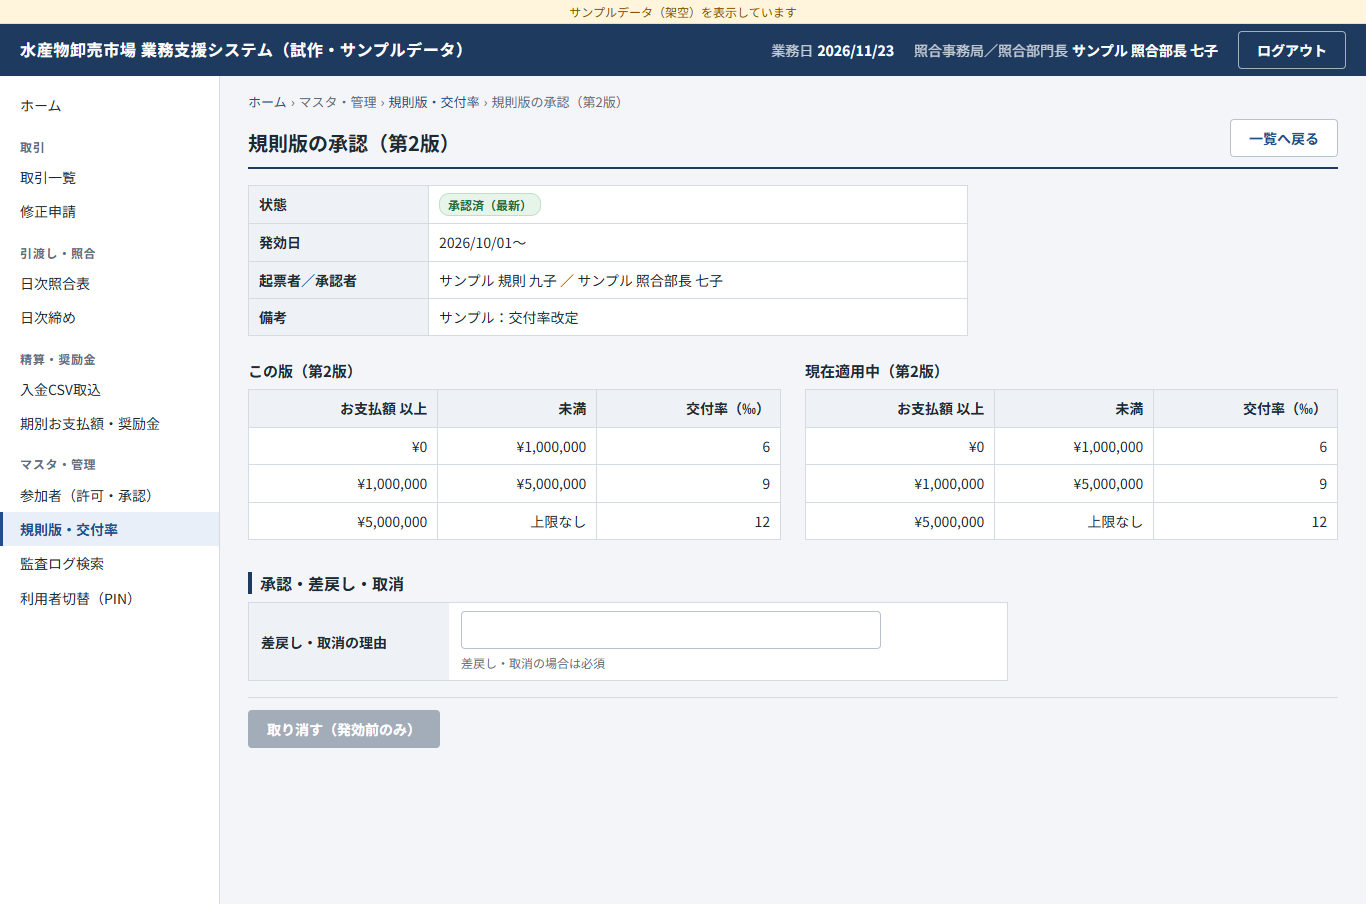 サンプルデータ（架空）を表示しています
水産物卸売市場 業務支援システム（試作・サンプルデータ）
業務日 2026/11/23 照合事務局／照合部門長 サンプル 照合部長 七子 ログアウト
ホーム
取引
取引一覧
修正申請
引渡し・照合
日次照合表
日次締め
精算・奨励金
入金CSV取込
期別お支払額・奨励金
マスタ・管理
参加者（許可・承認）
規則版・交付率
監査ログ検索
利用者切替（PIN）
ホーム › マスタ・管理 › 規則版・交付率 › 規則版の承認（第2版）
規則版の承認（第2版）
一覧へ戻る
状態 承認済（最新）
発効日 2026/10/01〜
起票者／承認者 サンプル 規則 九子 ／ サンプル 照合部長 七子
備考 サンプル：交付率改定
この版（第2版）
お支払額 以上 未満 交付率（‰）
¥0 ¥1,000,000 6
¥1,000,000 ¥5,000,000 9
¥5,000,000 上限なし 12
現在適用中（第2版）
お支払額 以上 未満 交付率（‰）
¥0 ¥1,000,000 6
¥1,000,000 ¥5,000,000 9
¥5,000,000 上限なし 12
承認・差戻し・取消
差戻し・取消の理由
差戻し・取消の場合は必須
取り消す（発効前のみ）